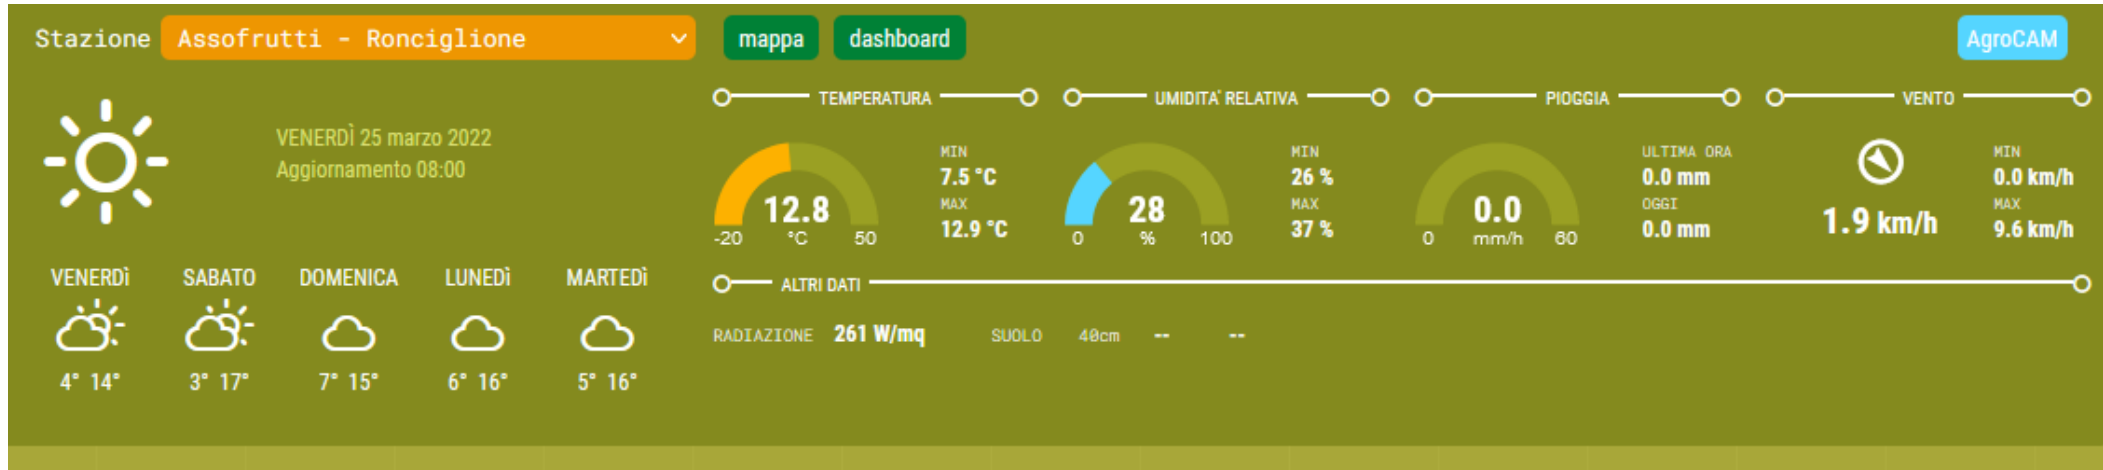 Stazione Assofrutti - Ronciglione mappa dashboard AgroCAM
VENERDÌ 25 marzo 2022
Aggiornamento 08:00
VENERDÌ SABATO DOMENICA LUNEDÌ MARTEDÌ
4° 14° 3° 17° 7° 15° 6° 16° 5° 16°
TEMPERATURA
12.8
°C
-20 50
MIN
7.5 °C
MAX
12.9 °C
UMIDITA' RELATIVA
28
%
0 100
MIN
26 %
MAX
37 %
PIOGGIA
0.0
mm/h
0 60
ULTIMA ORA
0.0 mm
OGGI
0.0 mm
VENTO
1.9 km/h
MIN
0.0 km/h
MAX
9.6 km/h
ALTRI DATI
RADIAZIONE 261 W/mq SUOLO 40cm -- --